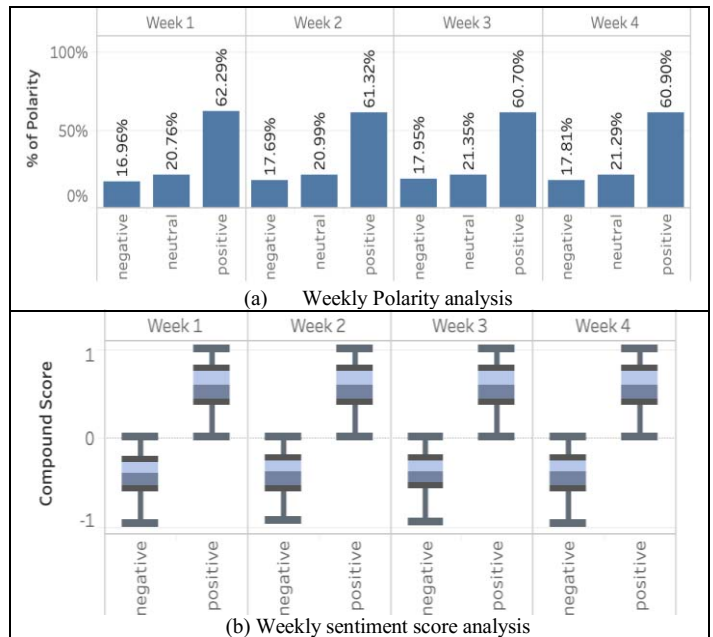 Week 1 Week 2 Week 3 Week 4
% of Polarity
100%
50%
0%
16.96% 20.76% 62.29% 17.69% 20.99% 61.32% 17.95% 21.35% 60.70% 17.81% 21.29% 60.90%
negative neutral positive negative neutral positive negative neutral positive negative neutral positive
(a) Weekly Polarity analysis
Week 1 Week 2 Week 3 Week 4
Compound Score
1
0
-1
negative positive negative positive negative positive negative positive
(b) Weekly sentiment score analysis